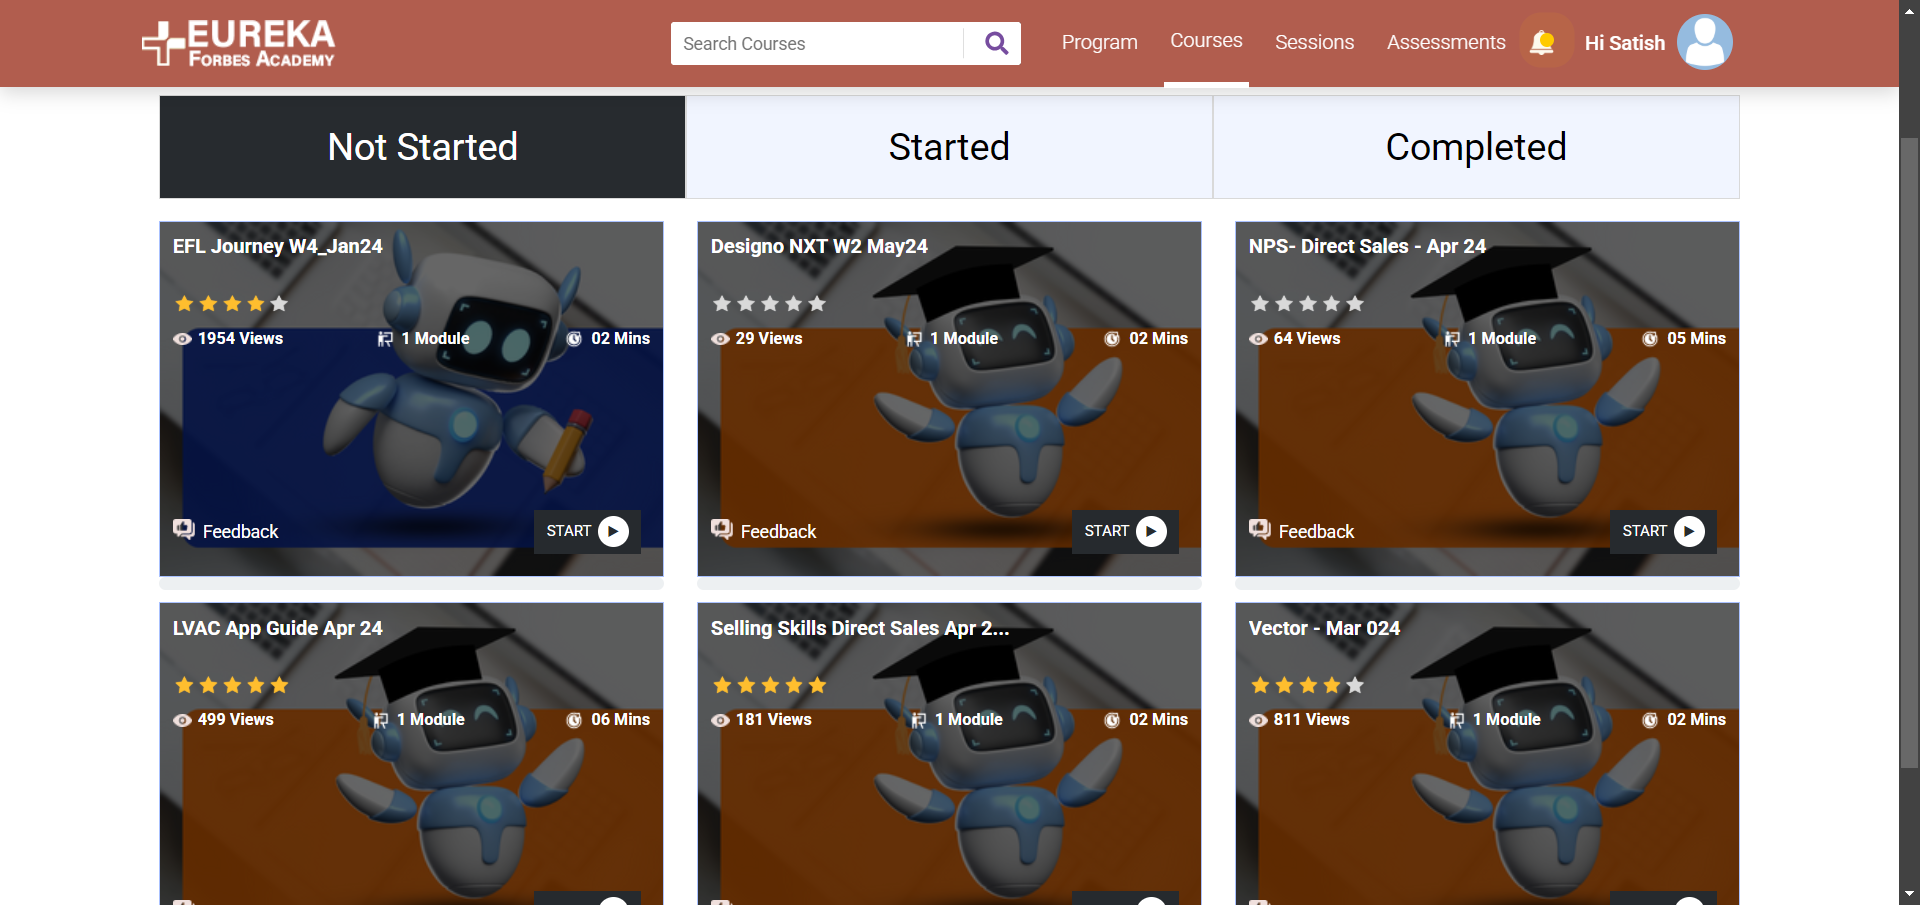 EUREKA
FORBES ACADEMY
Search Courses
Program
Courses
Sessions
Assessments
Hi Satish
Not Started
Started
Completed
EFL Journey W4_Jan24
1954 Views
1 Module
02 Mins
Feedback
START
Designo NXT W2 May24
29 Views
1 Module
02 Mins
Feedback
START
NPS- Direct Sales - Apr 24
64 Views
1 Module
05 Mins
Feedback
START
LVAC App Guide Apr 24
499 Views
1 Module
06 Mins
Selling Skills Direct Sales Apr 2...
181 Views
1 Module
02 Mins
Vector - Mar 024
811 Views
1 Module
02 Mins